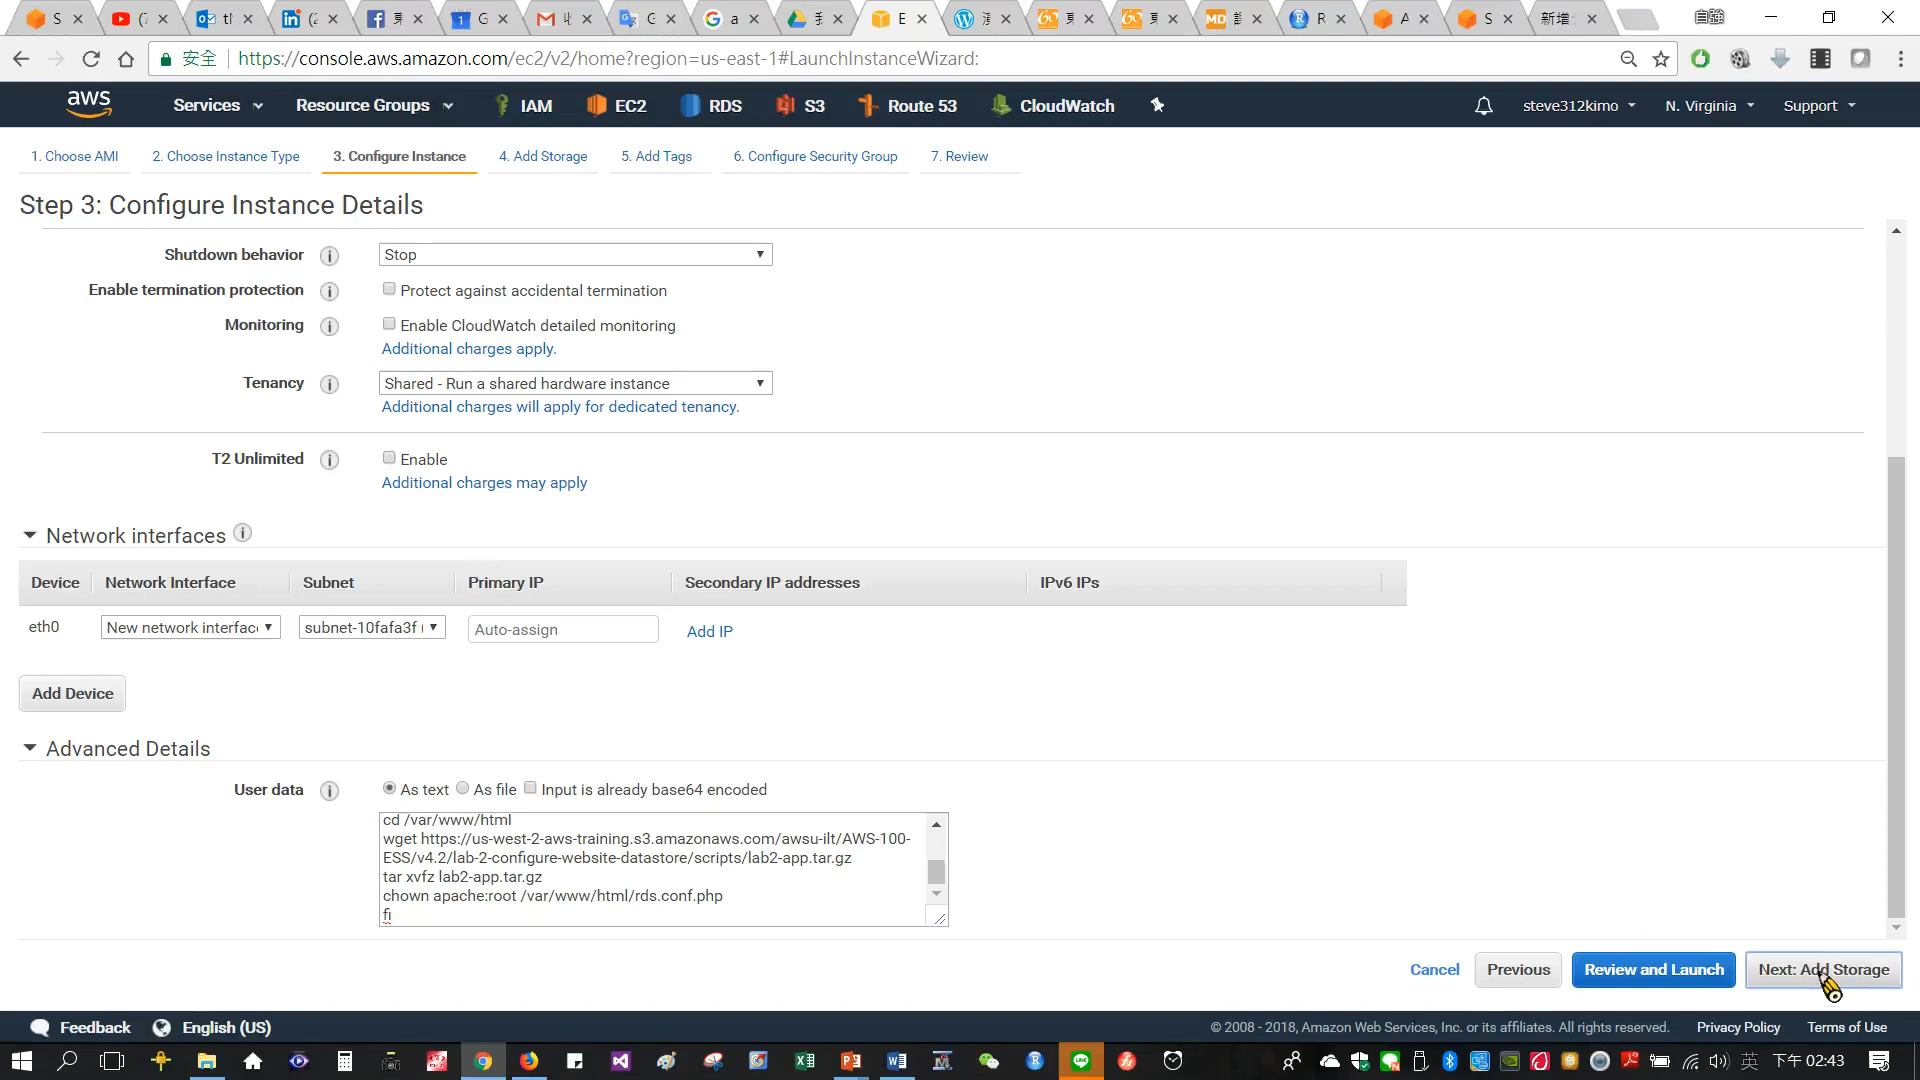 S
(7
tN
(2
G
G
a
E
MD
R
A
S
新增
自強
安全
https://console.aws.amazon.com/ec2/v2/home?region=us-east-1#LaunchInstanceWizard:
aws
Services
Resource Groups
IAM
EC2
RDS
S3
Route 53
CloudWatch
steve312kimo
N. Virginia
Support
1. Choose AMI
2. Choose Instance Type
3. Configure Instance
4. Add Storage
5. Add Tags
6. Configure Security Group
7. Review
Step 3: Configure Instance Details
Shutdown behavior
Stop
Enable termination protection
Protect against accidental termination
Monitoring
Enable CloudWatch detailed monitoring
Additional charges apply.
Tenancy
Shared - Run a shared hardware instance
Additional charges will apply for dedicated tenancy.
T2 Unlimited
Enable
Additional charges may apply
Network interfaces
Device
Network Interface
Subnet
Primary IP
Secondary IP addresses
IPv6 IPs
eth0
New network interfac
subnet-10fafa3f (
Auto-assign
Add IP
Add Device
Advanced Details
User data
As text
As file
Input is already base64 encoded
cd /var/www/html
wget https://us-west-2-aws-training.s3.amazonaws.com/awsu-ilt/AWS-100-
ESS/v4.2/lab-2-configure-website-datastore/scripts/lab2-app.tar.gz
tar xvfz lab2-app.tar.gz
chown apache:root /var/www/html/rds.conf.php
fi
Cancel
Previous
Review and Launch
Next: Add Storage
Feedback
English (US)
© 2008 - 2018, Amazon Web Services, Inc. or its affiliates. All rights reserved.
Privacy Policy
Terms of Use
英
下午 02:43